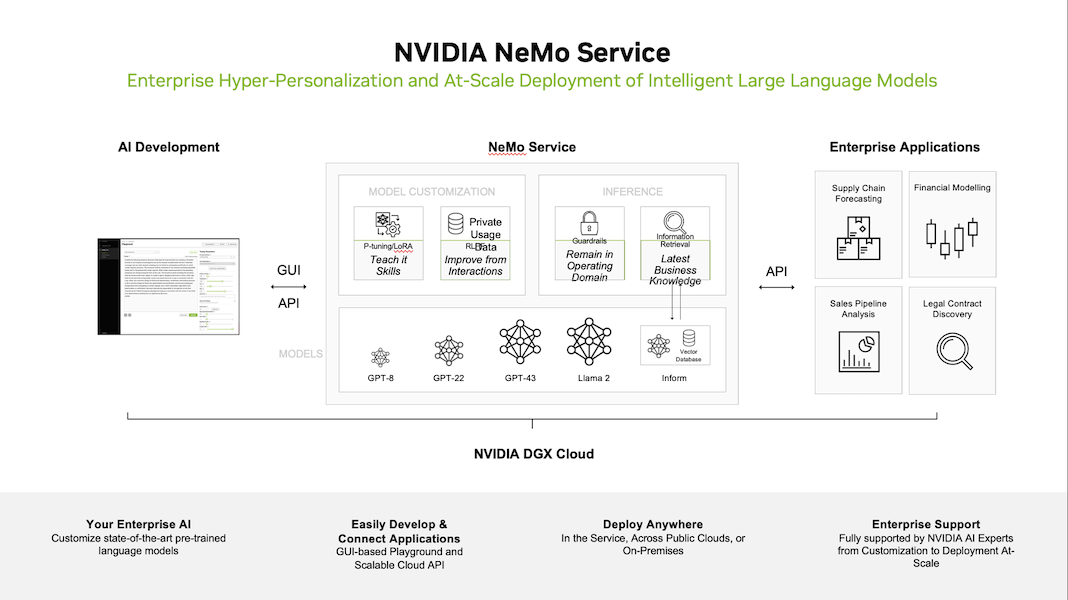 NVIDIA NeMo Service
Enterprise Hyper-Personalization and At-Scale Deployment of Intelligent Large Language Models
AI Development
NeMo Service
Enterprise Applications
MODEL CUSTOMIZATION
INFERENCE
P-tuning/LoRA
Teach it
Skills
Private
Usage
Data
Improve from
Interactions
Guardrails
Remain in
Operating
Domain
Information
Retrieval
Latest
Business
Knowledge
GUI
API
API
MODELS
GPT-8
GPT-22
GPT-43
Llama 2
Vector
Database
Inform
Supply Chain
Forecasting
Financial Modelling
Sales Pipeline
Analysis
Legal Contract
Discovery
NVIDIA DGX Cloud
Your Enterprise AI
Customize state-of-the-art pre-trained
language models
Easily Develop &
Connect Applications
GUI-based Playground and
Scalable Cloud API
Deploy Anywhere
In the Service, Across Public Clouds, or
On-Premises
Enterprise Support
Fully supported by NVIDIA AI Experts
from Customization to Deployment At-
Scale